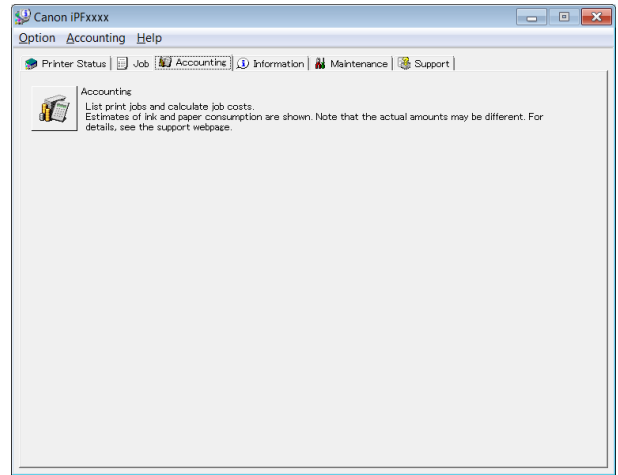 Canon iPFxxxx
Option Accounting Help
Printer Status Job Accounting Information Maintenance Support
Accounting
List print jobs and calculate job costs.
Estimates of ink and paper consumption are shown. Note that the actual amounts may be different. For
details, see the support webpage.